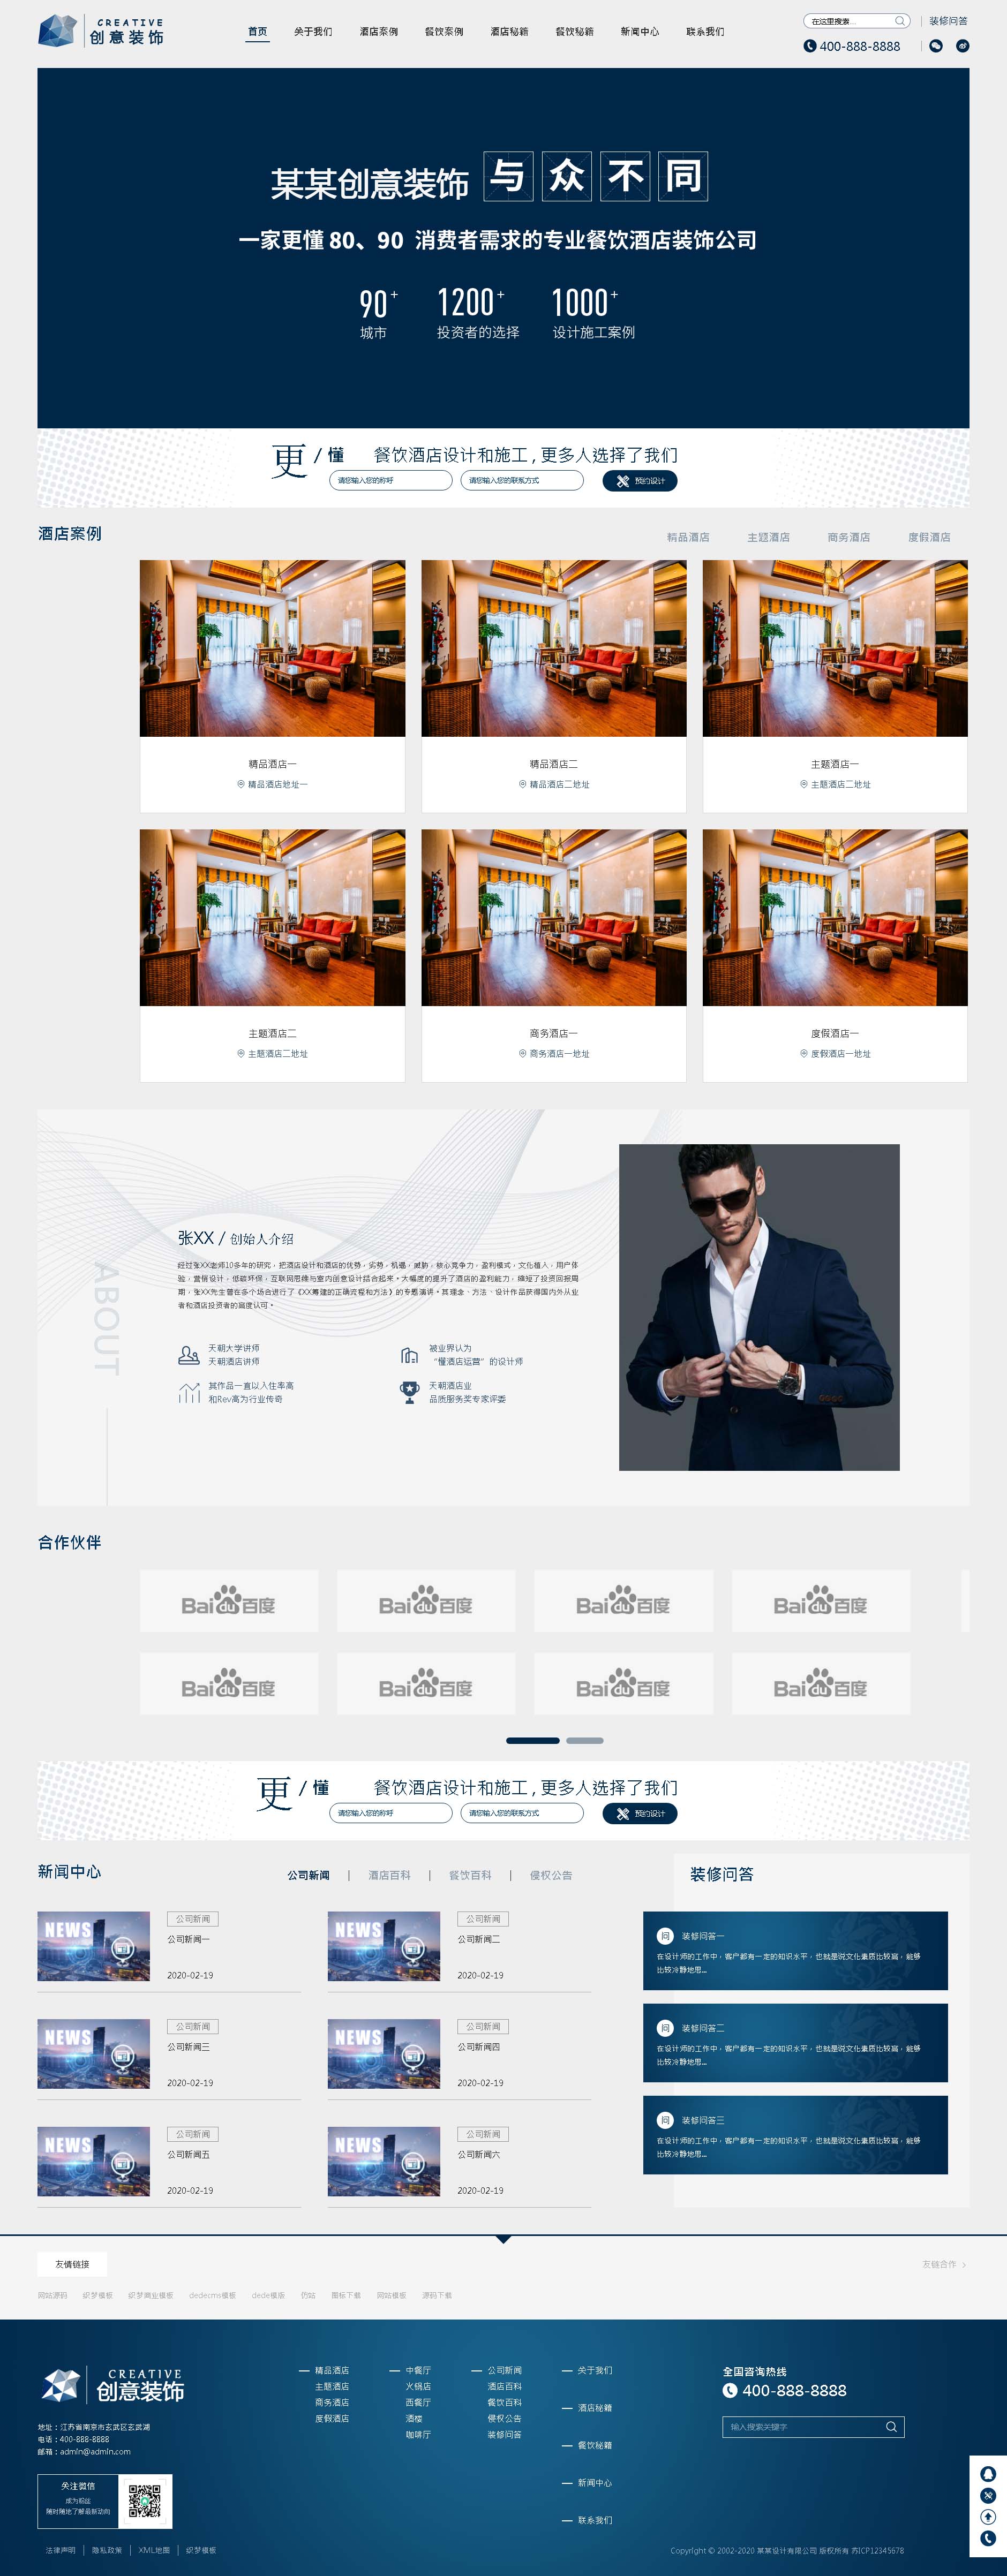 CREATIVE
创意装饰
首页 关于我们 酒店案例 餐饮案例 酒店秘籍 餐饮秘籍 新闻中心 联系我们
在这里搜索...
装修问答
400-888-8888
某某创意装饰 与众不同
一家更懂 80、90 消费者需求的专业餐饮酒店装饰公司
90+ 1200+ 1000+
城市 投资者的选择 设计施工案例
更 / 懂 餐饮酒店设计和施工 , 更多人选择了我们
请您输入您的称呼 请您输入您的联系方式 预约设计
酒店案例
精品酒店 主题酒店 商务酒店 度假酒店
精品酒店一 精品酒店二 主题酒店一
精品酒店地址一 精品酒店二地址 主题酒店二地址
主题酒店二 商务酒店一 度假酒店一
主题酒店二地址 商务酒店一地址 度假酒店一地址
ABOUT
张XX / 创始人介绍
经过张XX老师10多年的研究，把酒店设计和酒店的优势，劣势，机遇，威胁，核心竞争力，盈利模式，文化植入，用户体
验，营销设计，低碳环保，互联网思维与室内创意设计结合起来。大幅度的提升了酒店的盈利能力，缩短了投资回报周
期，张XX先生曾在多个场合进行了《XX筹建的正确流程和方法》的专题演讲。其理念、方法、设计作品获得国内外从业
者和酒店投资者的高度认可。
天朝大学讲师
天朝酒店讲师
被业界认为
“懂酒店运营”的设计师
其作品一直以入住率高
和Rev高为行业传奇
天朝酒店业
品质服务奖专家评委
合作伙伴
Baidu百度 Baidu百度 Baidu百度 Baidu百度
Baidu百度 Baidu百度 Baidu百度 Baidu百度
更 / 懂 餐饮酒店设计和施工 , 更多人选择了我们
请您输入您的称呼 请您输入您的联系方式 预约设计
新闻中心
公司新闻 酒店百科 餐饮百科 侵权公告
NEWS
公司新闻
公司新闻一
2020-02-19
NEWS
公司新闻
公司新闻二
2020-02-19
NEWS
公司新闻
公司新闻三
2020-02-19
NEWS
公司新闻
公司新闻四
2020-02-19
NEWS
公司新闻
公司新闻五
2020-02-19
NEWS
公司新闻
公司新闻六
2020-02-19
装修问答
问 装修问答一
在设计师的工作中，客户都有一定的知识水平，也就是说文化素质比较高，能够
比较冷静地思...
问 装修问答二
在设计师的工作中，客户都有一定的知识水平，也就是说文化素质比较高，能够
比较冷静地思...
问 装修问答三
在设计师的工作中，客户都有一定的知识水平，也就是说文化素质比较高，能够
比较冷静地思...
友情链接
友链合作 >
网站源码 织梦模板 织梦商业模板 dedecms模板 dede模版 仿站 图标下载 网站模板 源码下载
CREATIVE
创意装饰
地址：江苏省南京市玄武区玄武湖
电话：400-888-8888
邮箱：admin@admin.com
关注微信
成为粉丝
随时随地了解最新动向
精品酒店
主题酒店
商务酒店
度假酒店
中餐厅
火锅店
西餐厅
酒楼
咖啡厅
公司新闻
酒店百科
餐饮百科
侵权公告
装修问答
关于我们
酒店秘籍
餐饮秘籍
新闻中心
联系我们
全国咨询热线
400-888-8888
输入搜索关键字
法律声明 隐私政策 XML地图 织梦模板
Copyright © 2002-2020 某某设计有限公司 版权所有 苏ICP12345678